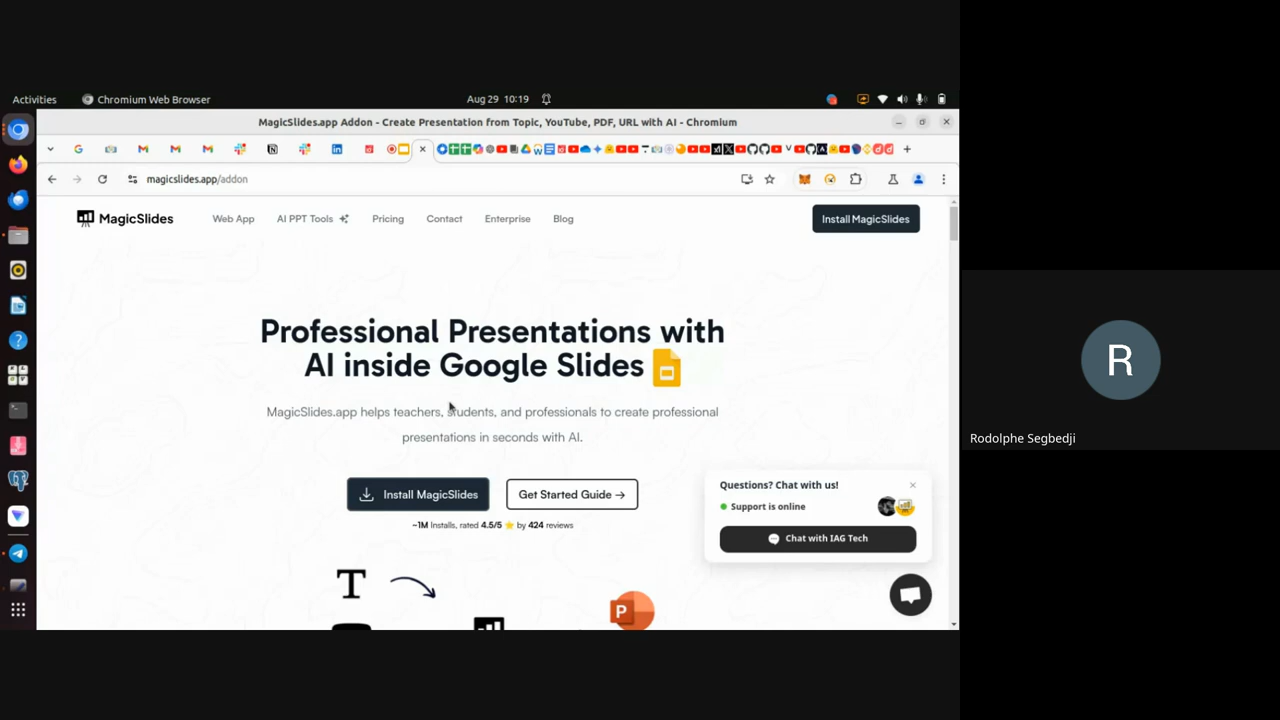 Activities
Chromium Web Browser
Aug 29 10:19
MagicSlides.app Addon - Create Presentation from Topic, YouTube, PDF, URL with AI - Chromium
magicslides.app/addon
MagicSlides
Web App
AI PPT Tools
Pricing
Contact
Enterprise
Blog
Install MagicSlides
Professional Presentations with
AI inside Google Slides
MagicSlides.app helps teachers, students, and professionals to create professional
presentations in seconds with AI.
Install MagicSlides
Get Started Guide →
~1M Installs, rated 4.5/5 ⭐ by 424 reviews
Questions? Chat with us!
Support is online
Chat with IAG Tech
T
P
R
Rodolphe Segbedji